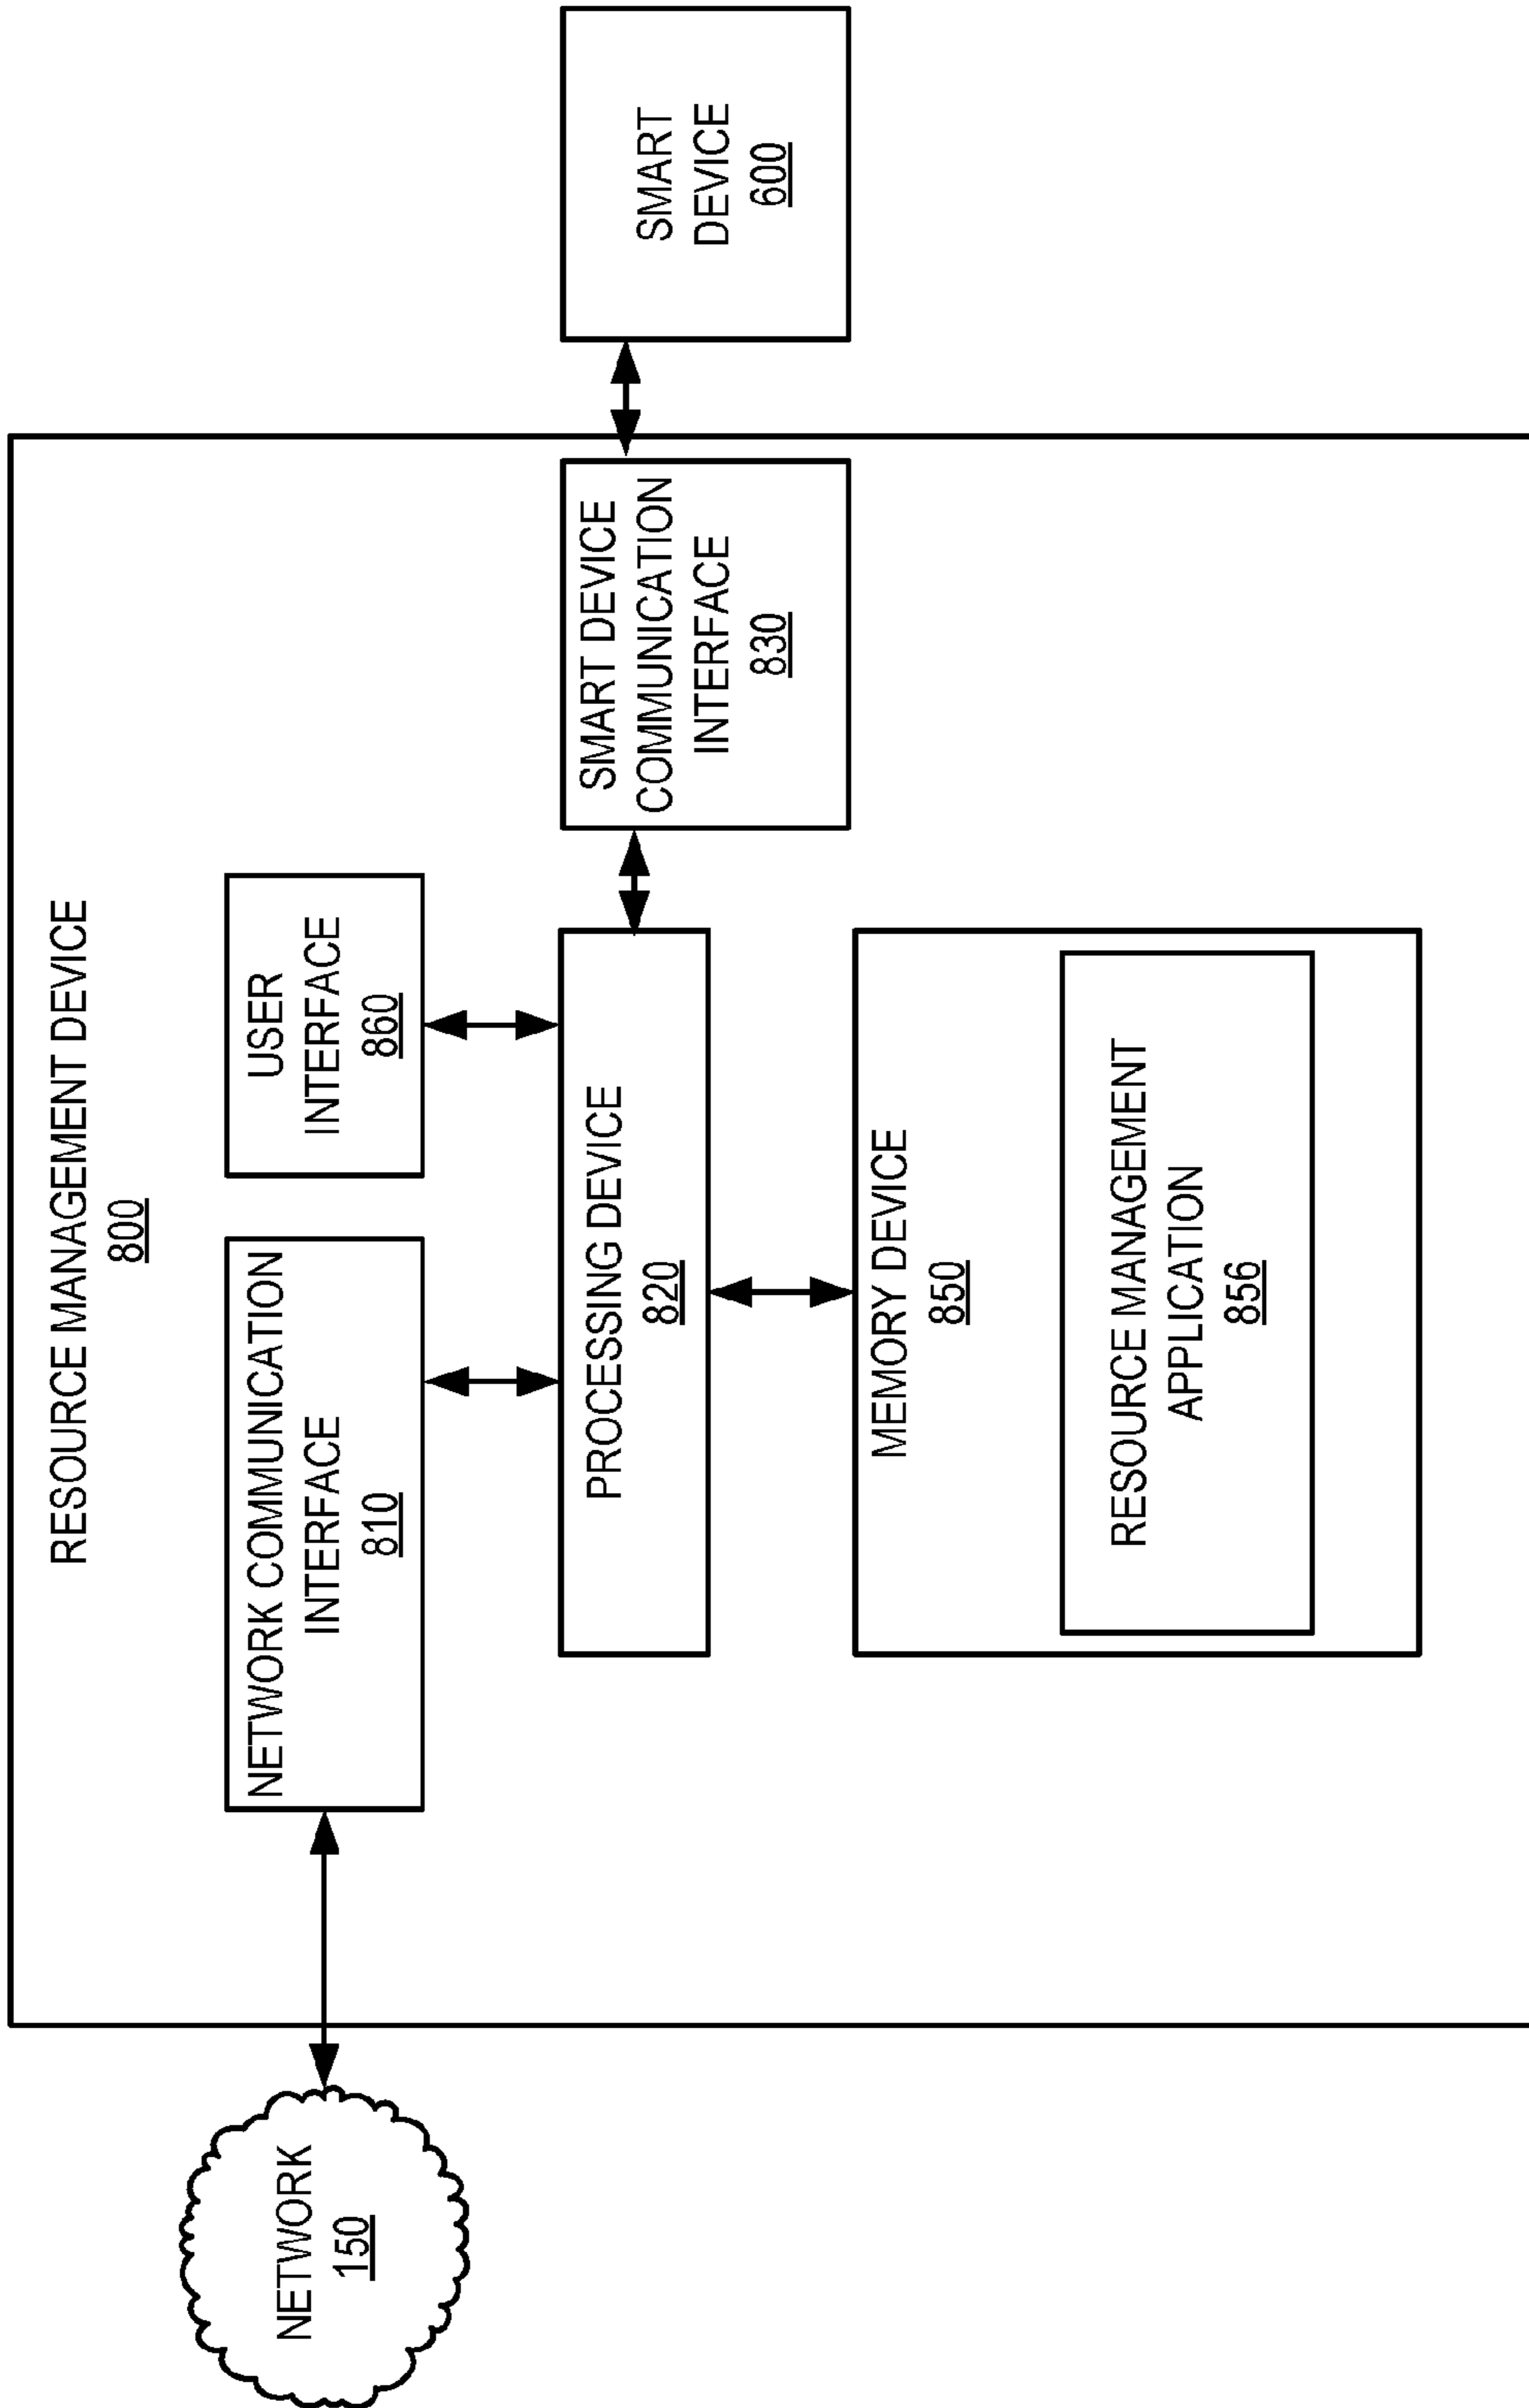 RESOURCE MANAGEMENT DEVICE
800
NETWORK
150
NETWORK COMMUNICATION
INTERFACE
810
USER
INTERFACE
860
PROCESSING DEVICE
820
SMART DEVICE
COMMUNICATION
INTERFACE
830
SMART
DEVICE
600
MEMORY DEVICE
850
RESOURCE MANAGEMENT
APPLICATION
856